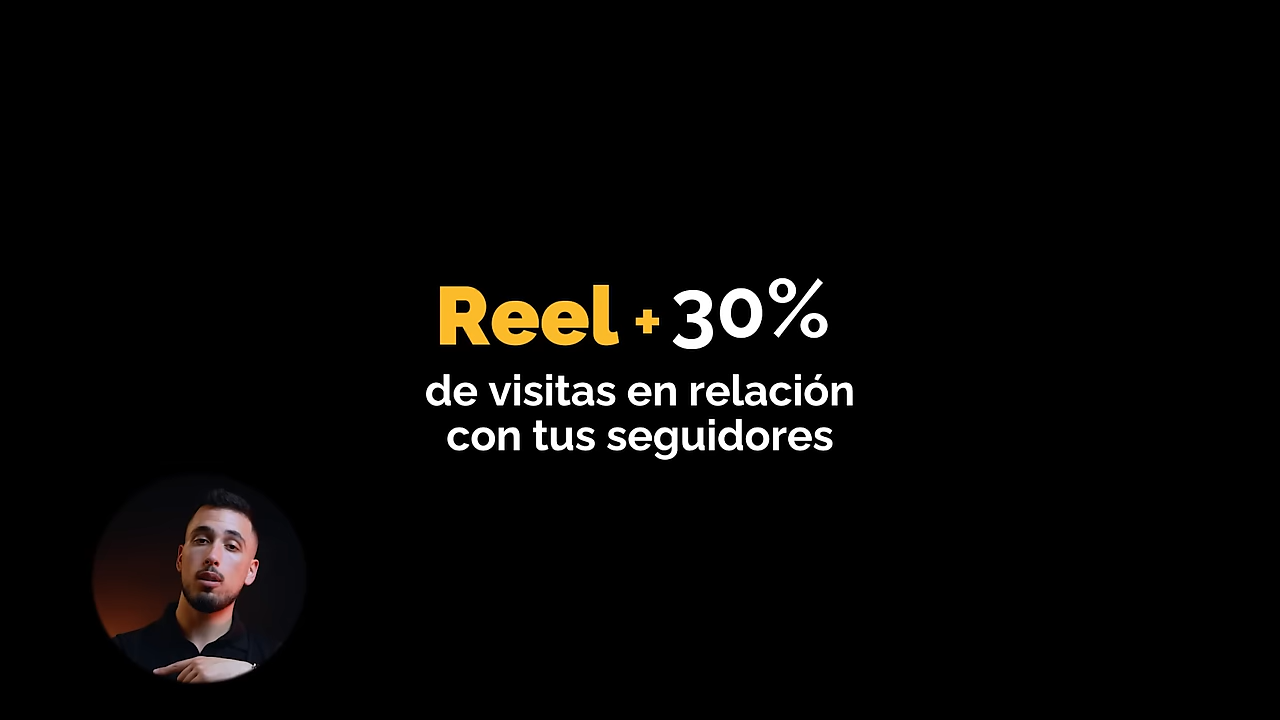 Reel + 30%
de visitas en relación
con tus seguidores